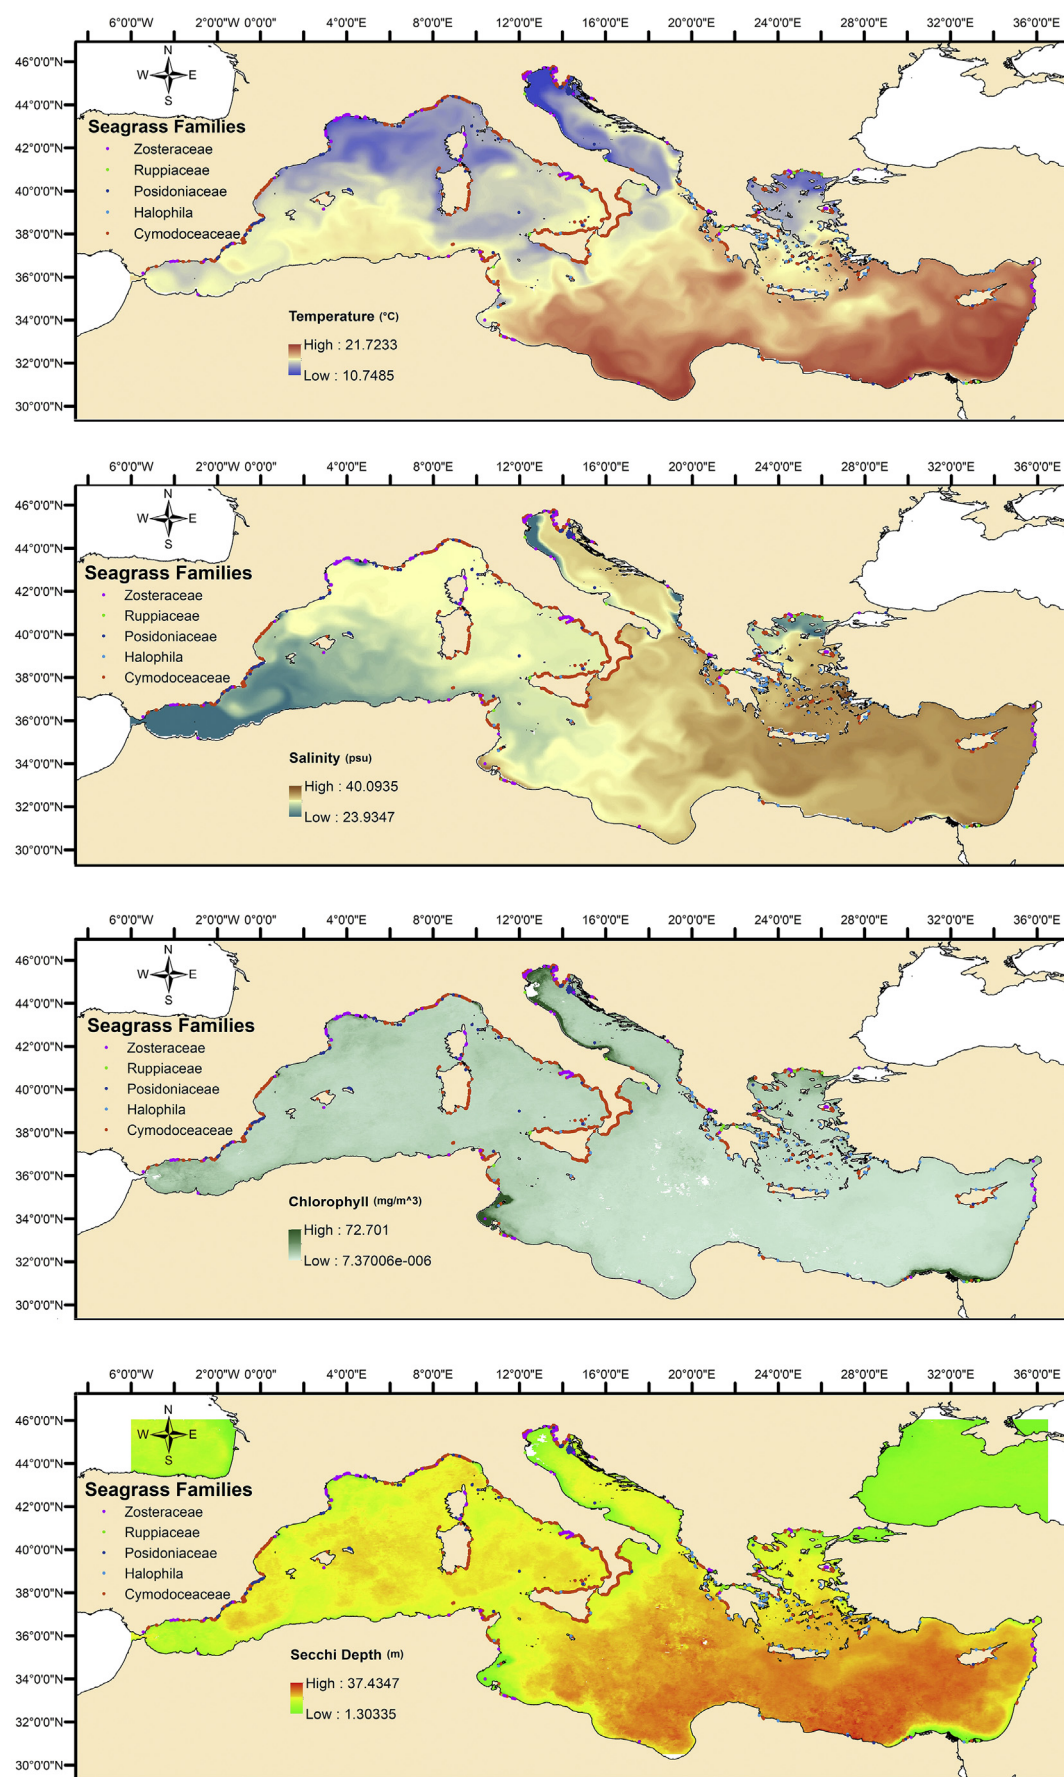 6°0'0"W 2°0'0"W 0°00'0" 4°0'0"E 8°0'0"E 12°0'0"E 16°0'0"E 20°0'0"E 24°0'0"E 28°0'0"E 32°0'0"E 36°0'0"E
46°0'0"N
N
W E
S
44°0'0"N
Seagrass Families
Zosteraceae
42°0'0"N
Ruppiaceae
40°0'0"N
Posidoniaceae
Halophila
38°0'0"N
Cymodoceaceae
36°0'0"N
Temperature (°C)
34°0'0"N
High : 21.7233
32°0'0"N
Low : 10.7485
30°0'0"N
6°0'0"W 2°0'0"W 0°00'0" 4°0'0"E 8°0'0"E 12°0'0"E 16°0'0"E 20°0'0"E 24°0'0"E 28°0'0"E 32°0'0"E 36°0'0"E
46°0'0"N
N
W E
S
44°0'0"N
Seagrass Families
42°0'0"N
Zosteraceae
Ruppiaceae
40°0'0"N
Posidoniaceae
Halophila
38°0'0"N
Cymodoceaceae
36°0'0"N
Salinity (psu)
34°0'0"N
High : 40.0935
32°0'0"N
Low : 23.9347
30°0'0"N
6°0'0"W 2°0'0"W 0°00'0" 4°0'0"E 8°0'0"E 12°0'0"E 16°0'0"E 20°0'0"E 24°0'0"E 28°0'0"E 32°0'0"E 36°0'0"E
46°0'0"N
N
W E
S
44°0'0"N
Seagrass Families
42°0'0"N
Zosteraceae
Ruppiaceae
40°0'0"N
Posidoniaceae
Halophila
38°0'0"N
Cymodoceaceae
36°0'0"N
Chlorophyll (mg/m^3)
34°0'0"N
High : 72.701
32°0'0"N
Low : 7.37006e-006
30°0'0"N
6°0'0"W 2°0'0"W 0°00'0" 4°0'0"E 8°0'0"E 12°0'0"E 16°0'0"E 20°0'0"E 24°0'0"E 28°0'0"E 32°0'0"E 36°0'0"E
46°0'0"N
N
W E
S
44°0'0"N
Seagrass Families
42°0'0"N
Zosteraceae
Ruppiaceae
40°0'0"N
Posidoniaceae
Halophila
38°0'0"N
Cymodoceaceae
36°0'0"N
Secchi Depth (m)
34°0'0"N
High : 37.4347
32°0'0"N
Low : 1.30335
30°0'0"N